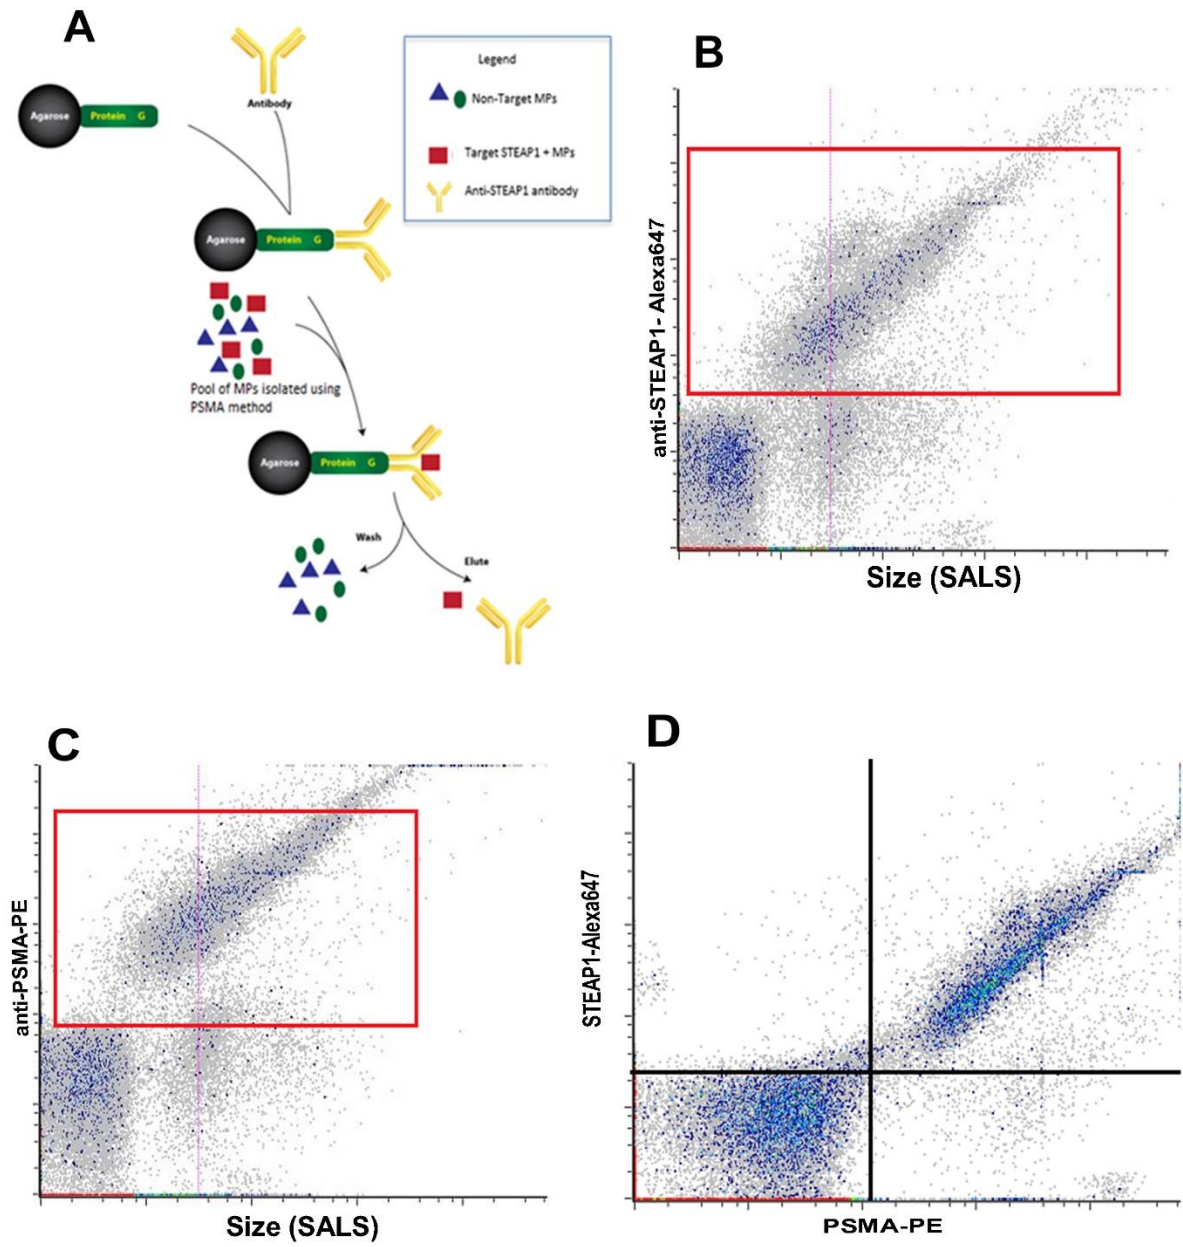 A
Antibody
Agarose
Protein G
Legend
Non-Target MPs
Target STEAP1 + MPs
Anti-STEAP1 antibody
Agarose
Protein G
Pool of MPs isolated using
PSMA method
Agarose
Protein G
Wash
Elute
B
anti-STEAP1- Alexa647
Size (SALS)
C
anti-PSMA-PE
Size (SALS)
D
STEAP1-Alexa647
PSMA-PE